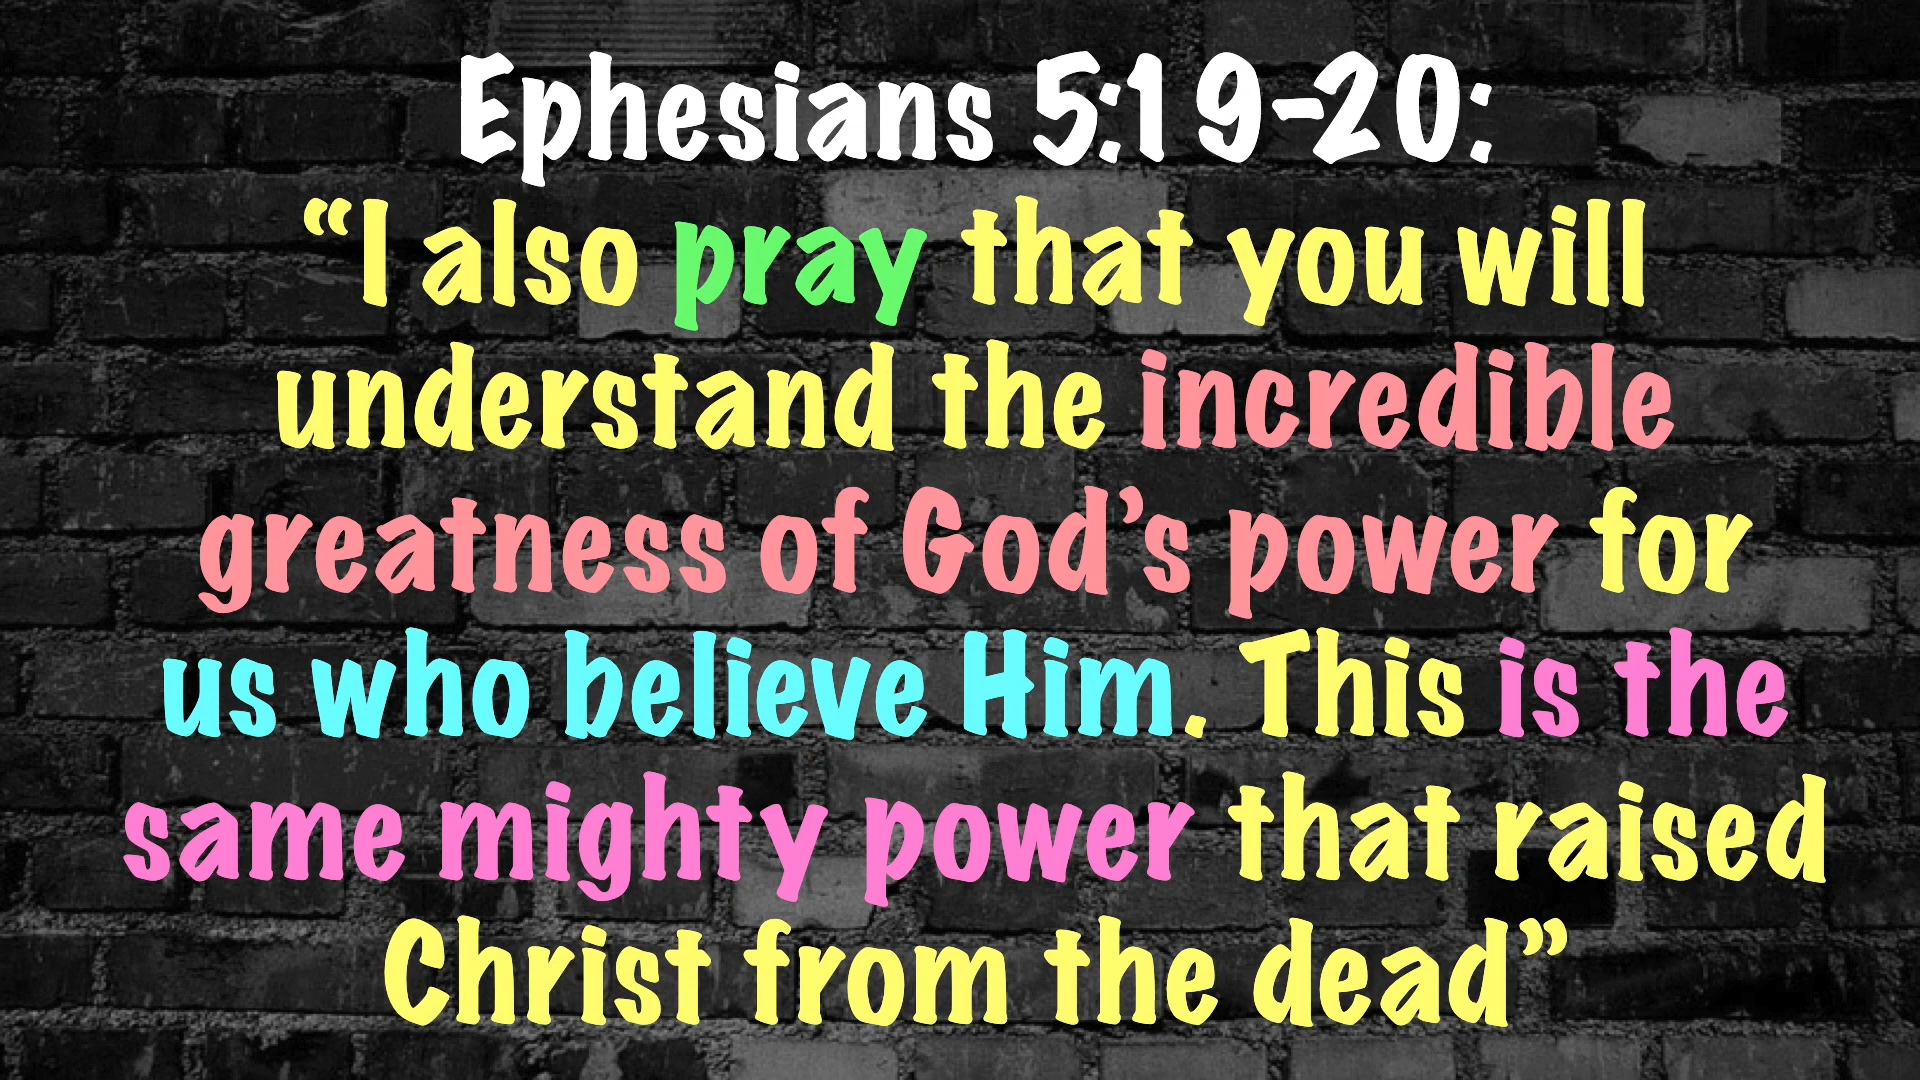 Ephesians 5:19-20:
“I also pray that you will
understand the incredible
greatness of God’s power for
us who believe Him. This is the
same mighty power that raised
Christ from the dead”